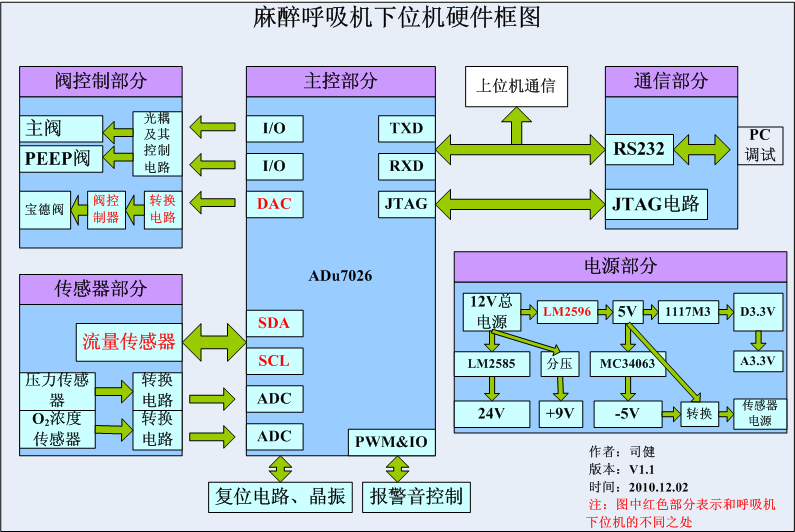 麻醉呼吸机下位机硬件框图
阀控制部分
主阀
PEEP阀
光耦
及其
控制
电路
宝德阀
阀控
制器
转换
电路
主控部分
I/O
I/O
DAC
TXD
RXD
JTAG
ADu7026
SDA
SCL
ADC
ADC
PWM&IO
上位机通信
通信部分
RS232
JTAG电路
PC
调试
传感器部分
流量传感器
压力传感
器
转换
电路
O₂浓度
传感器
转换
电路
复位电路、晶振
报警音控制
电源部分
12V总
电源
LM2596
5V
1117M3
D3.3V
LM2585
分压
MC34063
A3.3V
24V
+9V
-5V
转换
传感器
电源
作者：司健
版本：V1.1
时间：2010.12.02
注：图中红色部分表示和呼吸机
下位机的不同之处